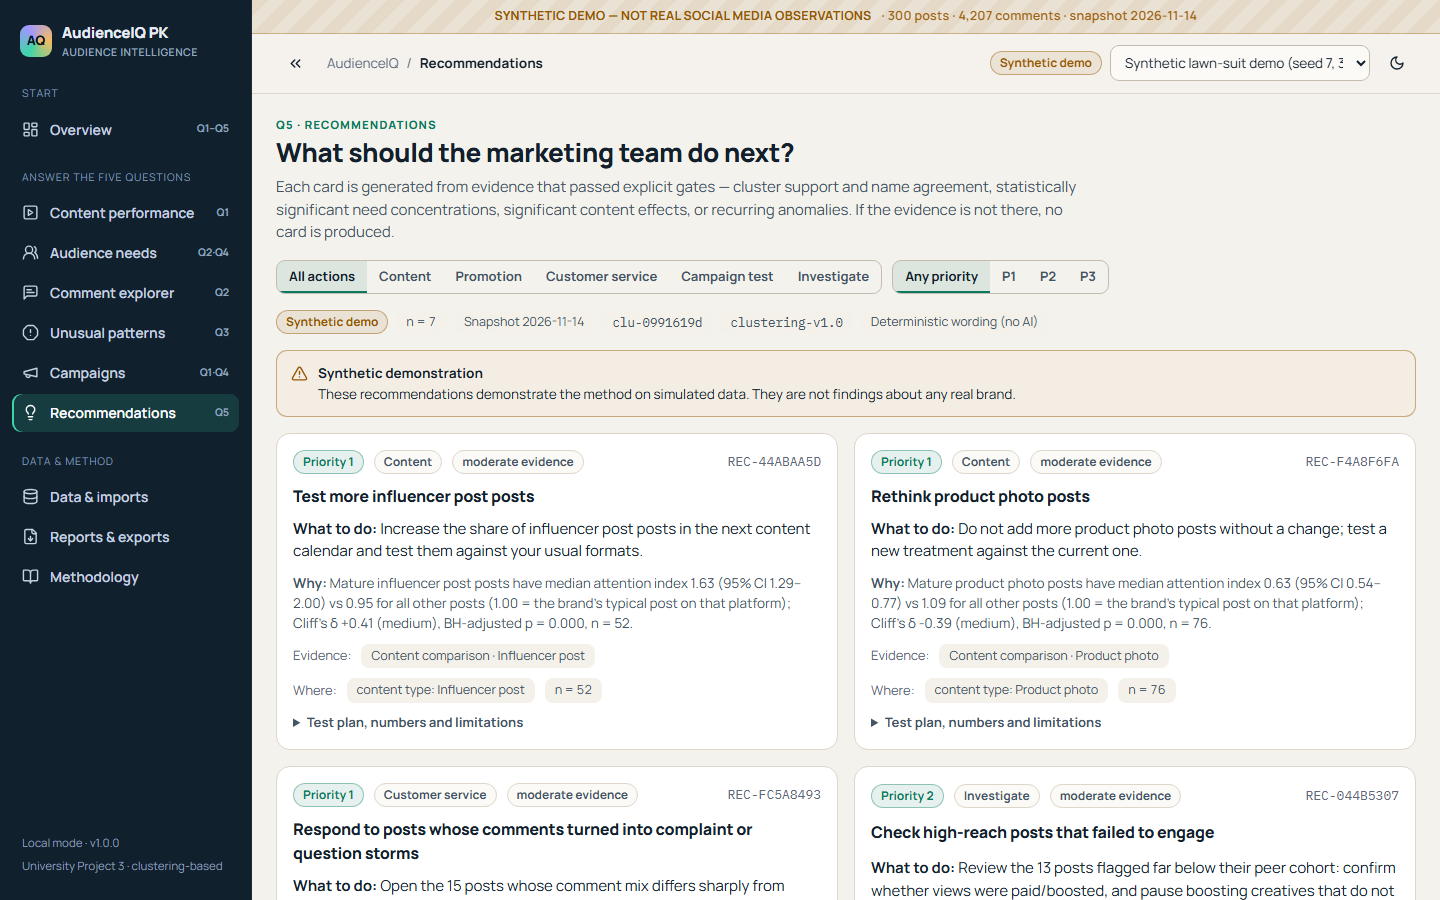 AQ
AudienceIQ PK
AUDIENCE INTELLIGENCE
START
Overview Q1-Q5
ANSWER THE FIVE QUESTIONS
Content performance Q1
Audience needs Q2·Q4
Comment explorer Q2
Unusual patterns Q3
Campaigns Q1·Q4
Recommendations Q5
DATA & METHOD
Data & imports
Reports & exports
Methodology
Local mode · v1.0.0
University Project 3 · clustering-based
SYNTHETIC DEMO — NOT REAL SOCIAL MEDIA OBSERVATIONS · 300 posts · 4,207 comments · snapshot 2026-11-14
« AudienceIQ / Recommendations
Synthetic demo
Synthetic lawn-suit demo (seed 7, 3
Q5 · RECOMMENDATIONS
What should the marketing team do next?
Each card is generated from evidence that passed explicit gates — cluster support and name agreement, statistically
significant need concentrations, significant content effects, or recurring anomalies. If the evidence is not there, no
card is produced.
All actions Content Promotion Customer service Campaign test Investigate
Any priority P1 P2 P3
Synthetic demo n = 7 Snapshot 2026-11-14 clu-0991619d clustering-v1.0 Deterministic wording (no AI)
Synthetic demonstration
These recommendations demonstrate the method on simulated data. They are not findings about any real brand.
Priority 1 Content moderate evidence REC-44ABAA5D
Test more influencer post posts
What to do: Increase the share of influencer post posts in the next content
calendar and test them against your usual formats.
Why: Mature influencer post posts have median attention index 1.63 (95% CI 1.29–
2.00) vs 0.95 for all other posts (1.00 = the brand's typical post on that platform);
Cliff's δ +0.41 (medium), BH-adjusted p = 0.000, n = 52.
Evidence: Content comparison · Influencer post
Where: content type: Influencer post n = 52
Test plan, numbers and limitations
Priority 1 Content moderate evidence REC-F4A8F6FA
Rethink product photo posts
What to do: Do not add more product photo posts without a change; test a
new treatment against the current one.
Why: Mature product photo posts have median attention index 0.63 (95% CI 0.54–
0.77) vs 1.09 for all other posts (1.00 = the brand's typical post on that platform);
Cliff's δ -0.39 (medium), BH-adjusted p = 0.000, n = 76.
Evidence: Content comparison · Product photo
Where: content type: Product photo n = 76
Test plan, numbers and limitations
Priority 1 Customer service moderate evidence REC-FC5A8493
Respond to posts whose comments turned into complaint or
question storms
What to do: Open the 15 posts whose comment mix differs sharply from
Priority 2 Investigate moderate evidence REC-044B5307
Check high-reach posts that failed to engage
What to do: Review the 13 posts flagged far below their peer cohort: confirm
whether views were paid/boosted, and pause boosting creatives that do not